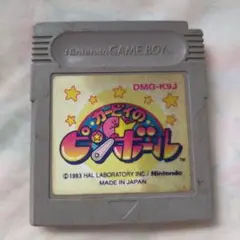 Nintendo GAME BOY
DMG-K9J
カービィの
ピンボール
TM
©1993 HAL LABORATORY INC./Nintendo
MADE IN JAPAN